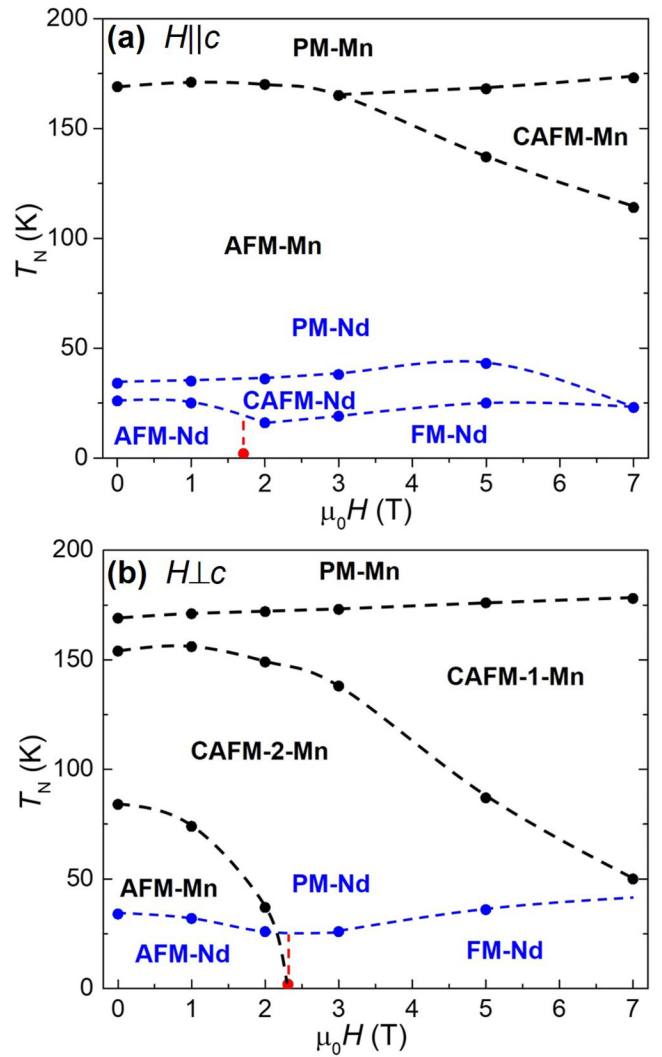 (a) H||c
PM-Mn
200
150
100
50
0
T_N (K)
CAFM-Mn
AFM-Mn
PM-Nd
CAFM-Nd
AFM-Nd
FM-Nd
0 1 2 3 4 5 6 7
μ₀H (T)
(b) H⊥c
PM-Mn
200
150
100
50
0
T_N (K)
CAFM-1-Mn
CAFM-2-Mn
AFM-Mn
PM-Nd
AFM-Nd
FM-Nd
0 1 2 3 4 5 6 7
μ₀H (T)